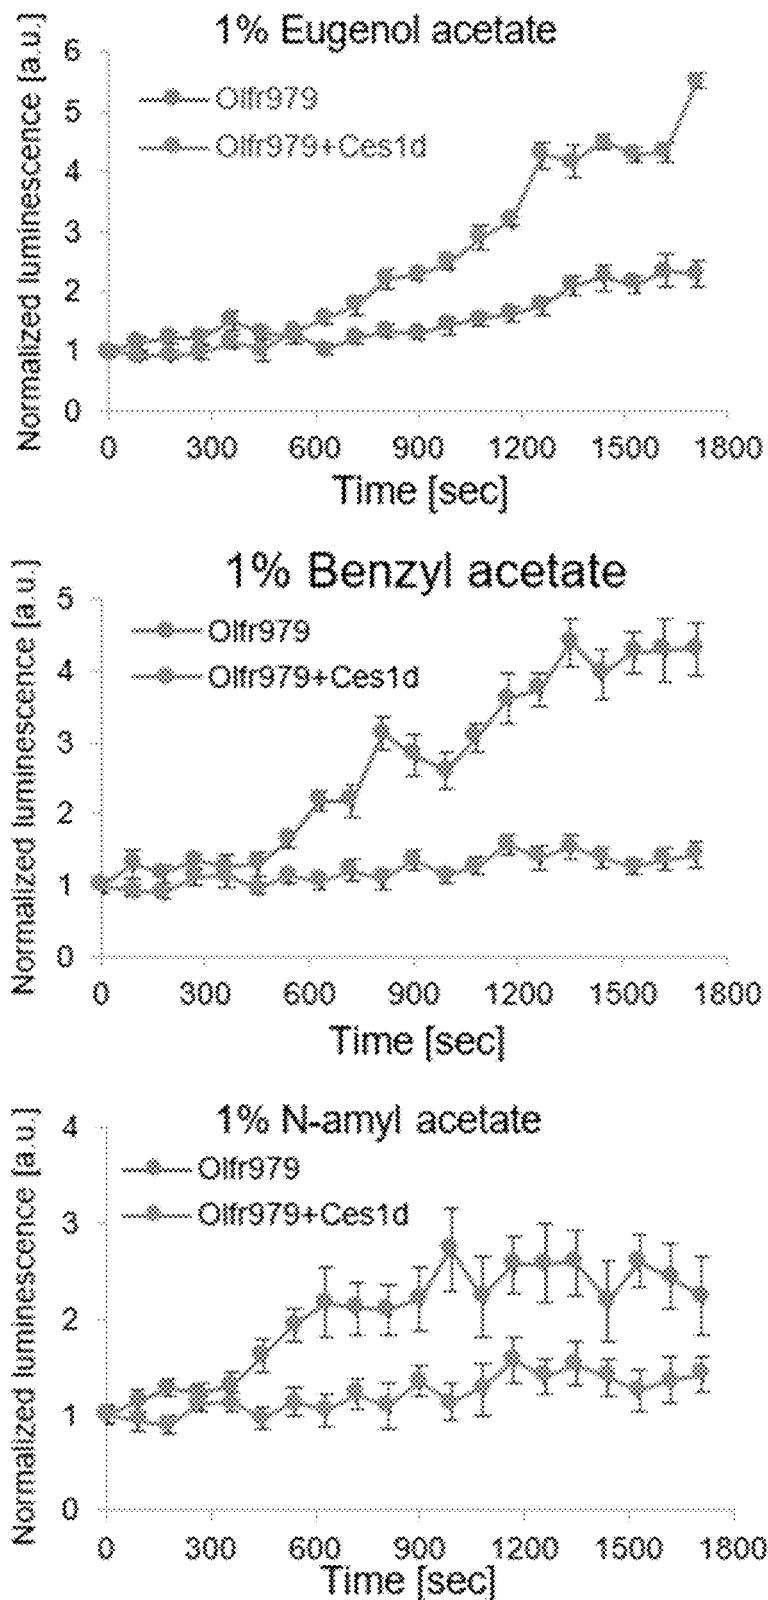 1% Eugenol acetate
Normalized luminescence [a.u.]
6
5
4
3
2
1
0
Olfr979
Olfr979+Ces1d
0 300 600 900 1200 1500 1800
Time [sec]
1% Benzyl acetate
Normalized luminescence [a.u.]
5
4
3
2
1
0
Olfr979
Olfr979+Ces1d
0 300 600 900 1200 1500 1800
Time [sec]
1% N-amyl acetate
Normalized luminescence [a.u.]
4
3
2
1
0
Olfr979
Olfr979+Ces1d
0 300 600 900 1200 1500 1800
Time [sec]